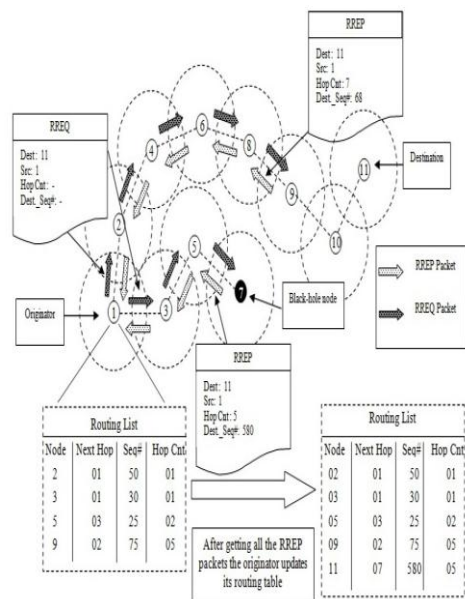 RREP
Dest: 11
Src: 1
Hop Cnt: 7
Dest_Seq#: 68
RREQ
Dest: 11
Src: 1
Hop Cnt: -
Dest_Seq#: -
6
4
8
11
Destination
9
2
5
10
7
Black-hole node
Originator
1
3
RREP Packet
RREQ Packet
RREP
Dest: 11
Src: 1
Hop Cnt: 5
Dest_Seq#: 580
Routing List
Node Next Hop Seq# Hop Cnt
2 01 50 01
3 01 30 01
5 03 25 02
9 02 75 05
After getting all the RREP
packets the originator updates
its routing table
Routing List
Node Next Hop Seq# Hop Cnt
02 01 50 01
03 01 30 01
05 03 25 02
09 02 75 05
11 07 580 05